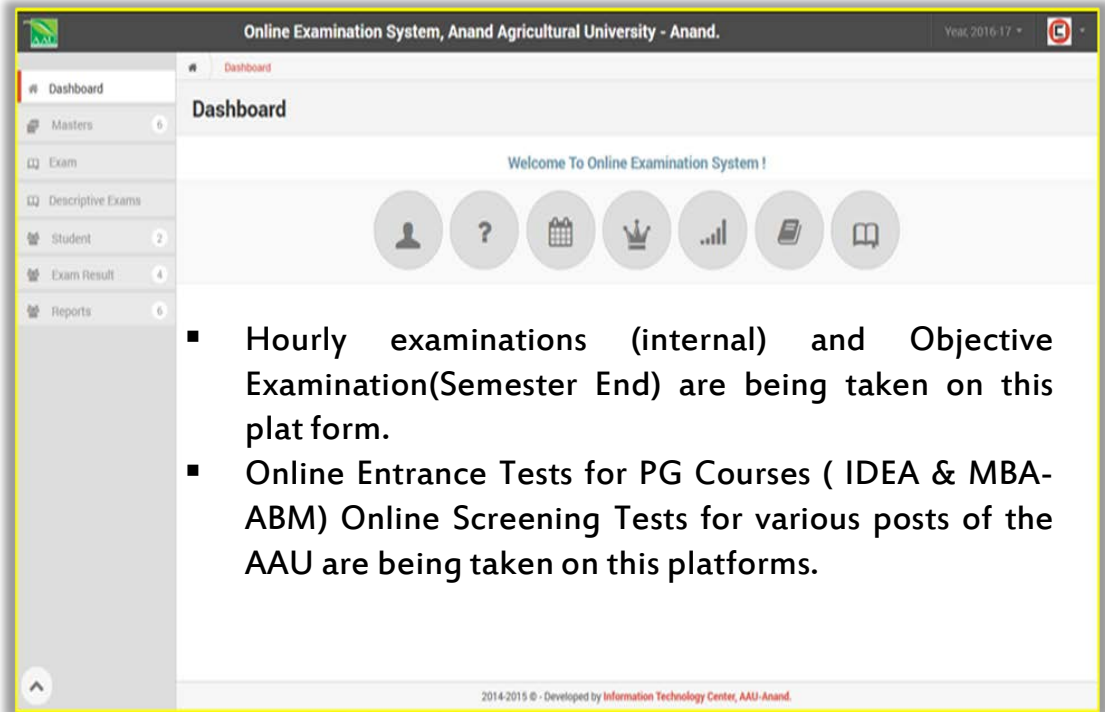 AAU
Online Examination System, Anand Agricultural University - Anand.
Year, 2016-17
Dashboard
Dashboard
Masters 6
Exam
Descriptive Exams
Student 2
Exam Result 4
Reports 6
Dashboard
Welcome To Online Examination System !
?
▪ Hourly examinations (internal) and Objective
Examination(Semester End) are being taken on this
plat form.
▪ Online Entrance Tests for PG Courses ( IDEA & MBA-
ABM) Online Screening Tests for various posts of the
AAU are being taken on this platforms.
2014-2015 © - Developed by Information Technology Center, AAU-Anand.